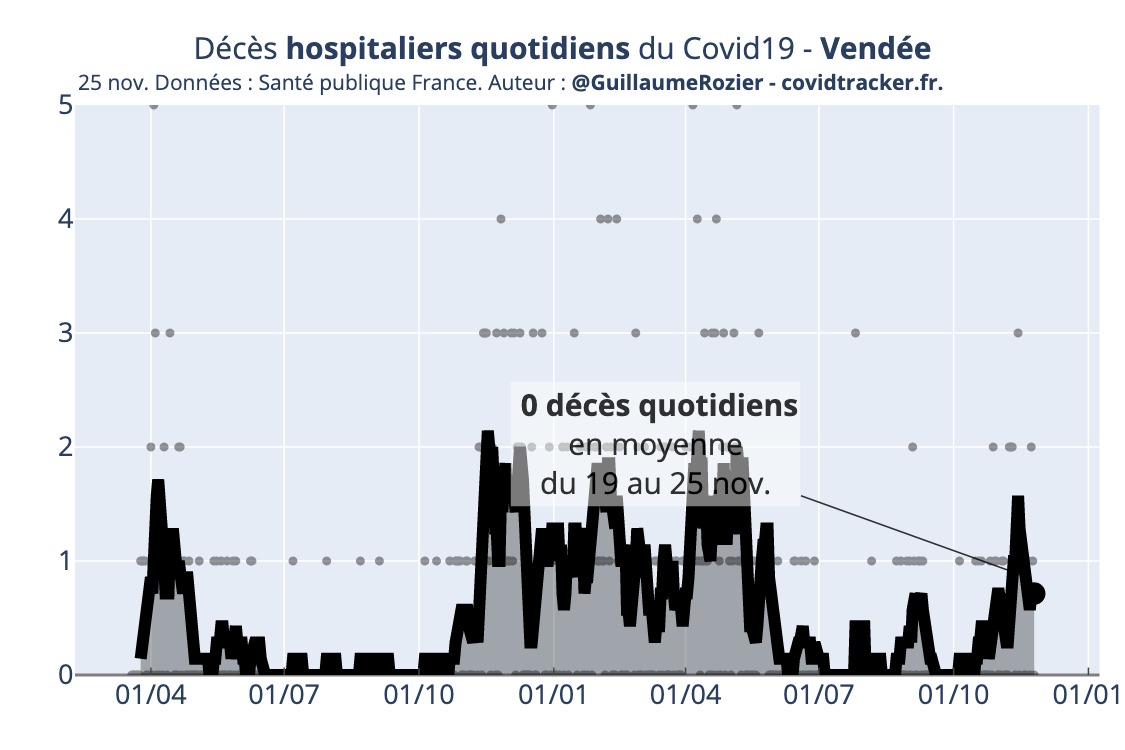 Décès hospitaliers quotidiens du Covid19 - Vendée
25 nov. Données : Santé publique France. Auteur : @GuillaumeRozier - covidtracker.fr.
5
4
3
2
1
0
0 décès quotidiens
en moyenne
du 19 au 25 nov.
01/04 01/07 01/10 01/01 01/04 01/07 01/10 01/01